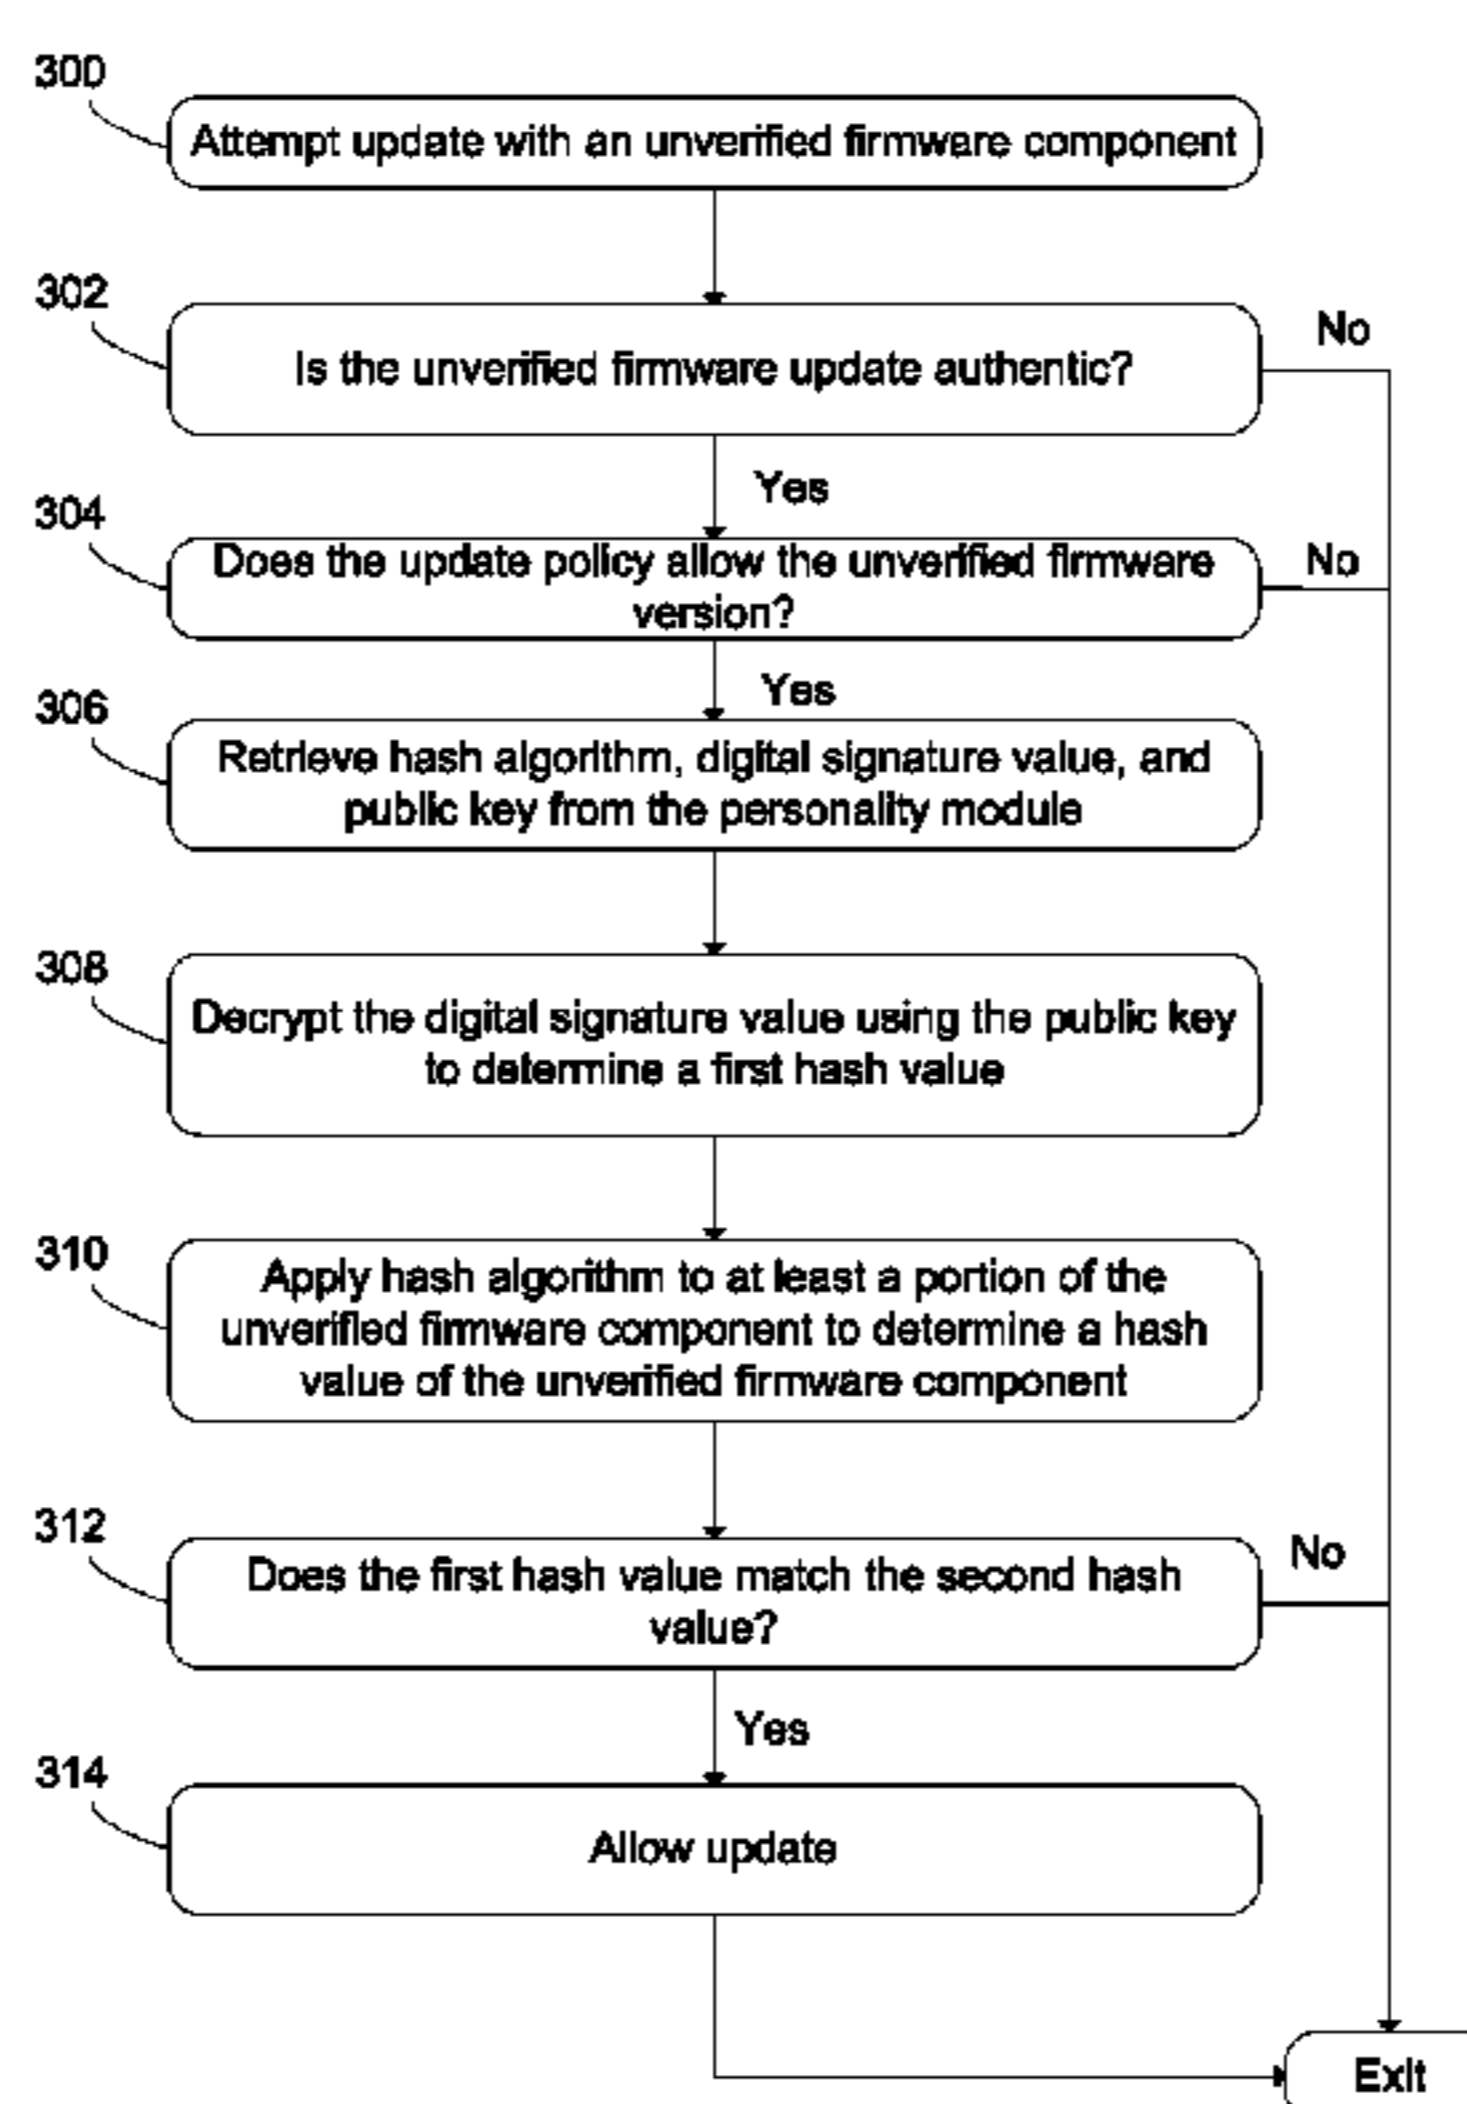 300
Attempt update with an unverified firmware component
302
No
Is the unverified firmware update authentic?
Yes
304
Does the update policy allow the unverified firmware
version?
No
Yes
306
Retrieve hash algorithm, digital signature value, and
public key from the personality module
308
Decrypt the digital signature value using the public key
to determine a first hash value
310
Apply hash algorithm to at least a portion of the
unverified firmware component to determine a hash
value of the unverified firmware component
312
No
Does the first hash value match the second hash
value?
Yes
314
Allow update
Exit